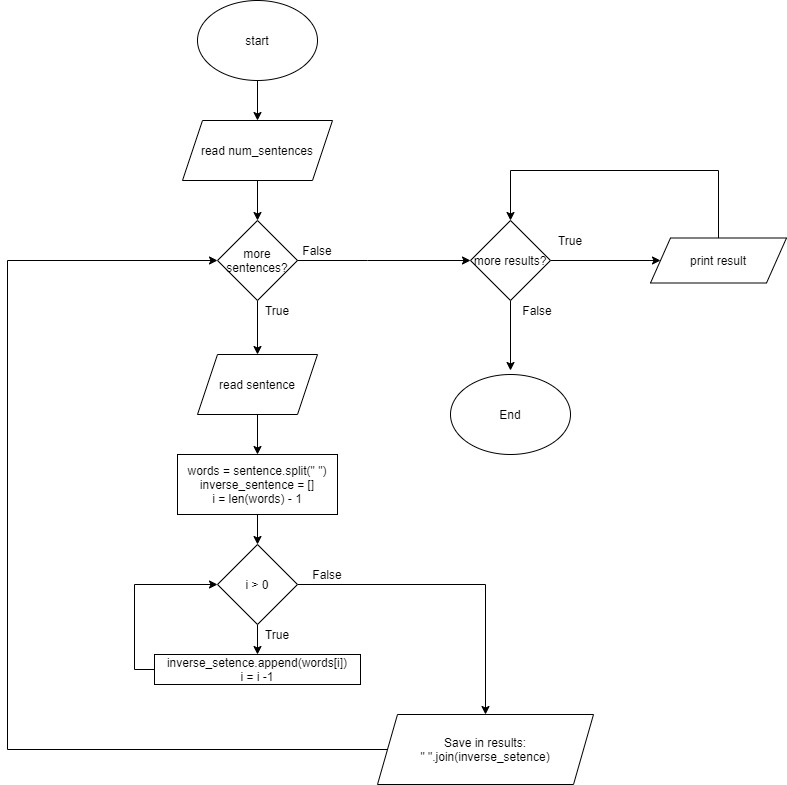 start
read num_sentences
more
sentences?
False
True
more results?
True
print result
False
End
read sentence
words = sentence.split(" ")
inverse_sentence = []
i = len(words) - 1
i > 0
False
True
inverse_setence.append(words[i])
i = i -1
Save in results:
" ".join(inverse_setence)